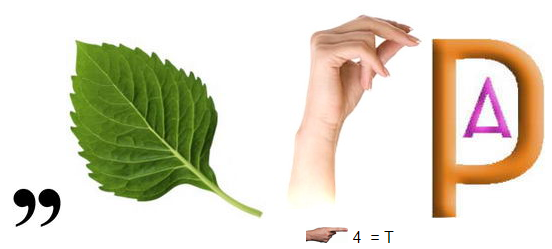 ,,
P
A
4 = T